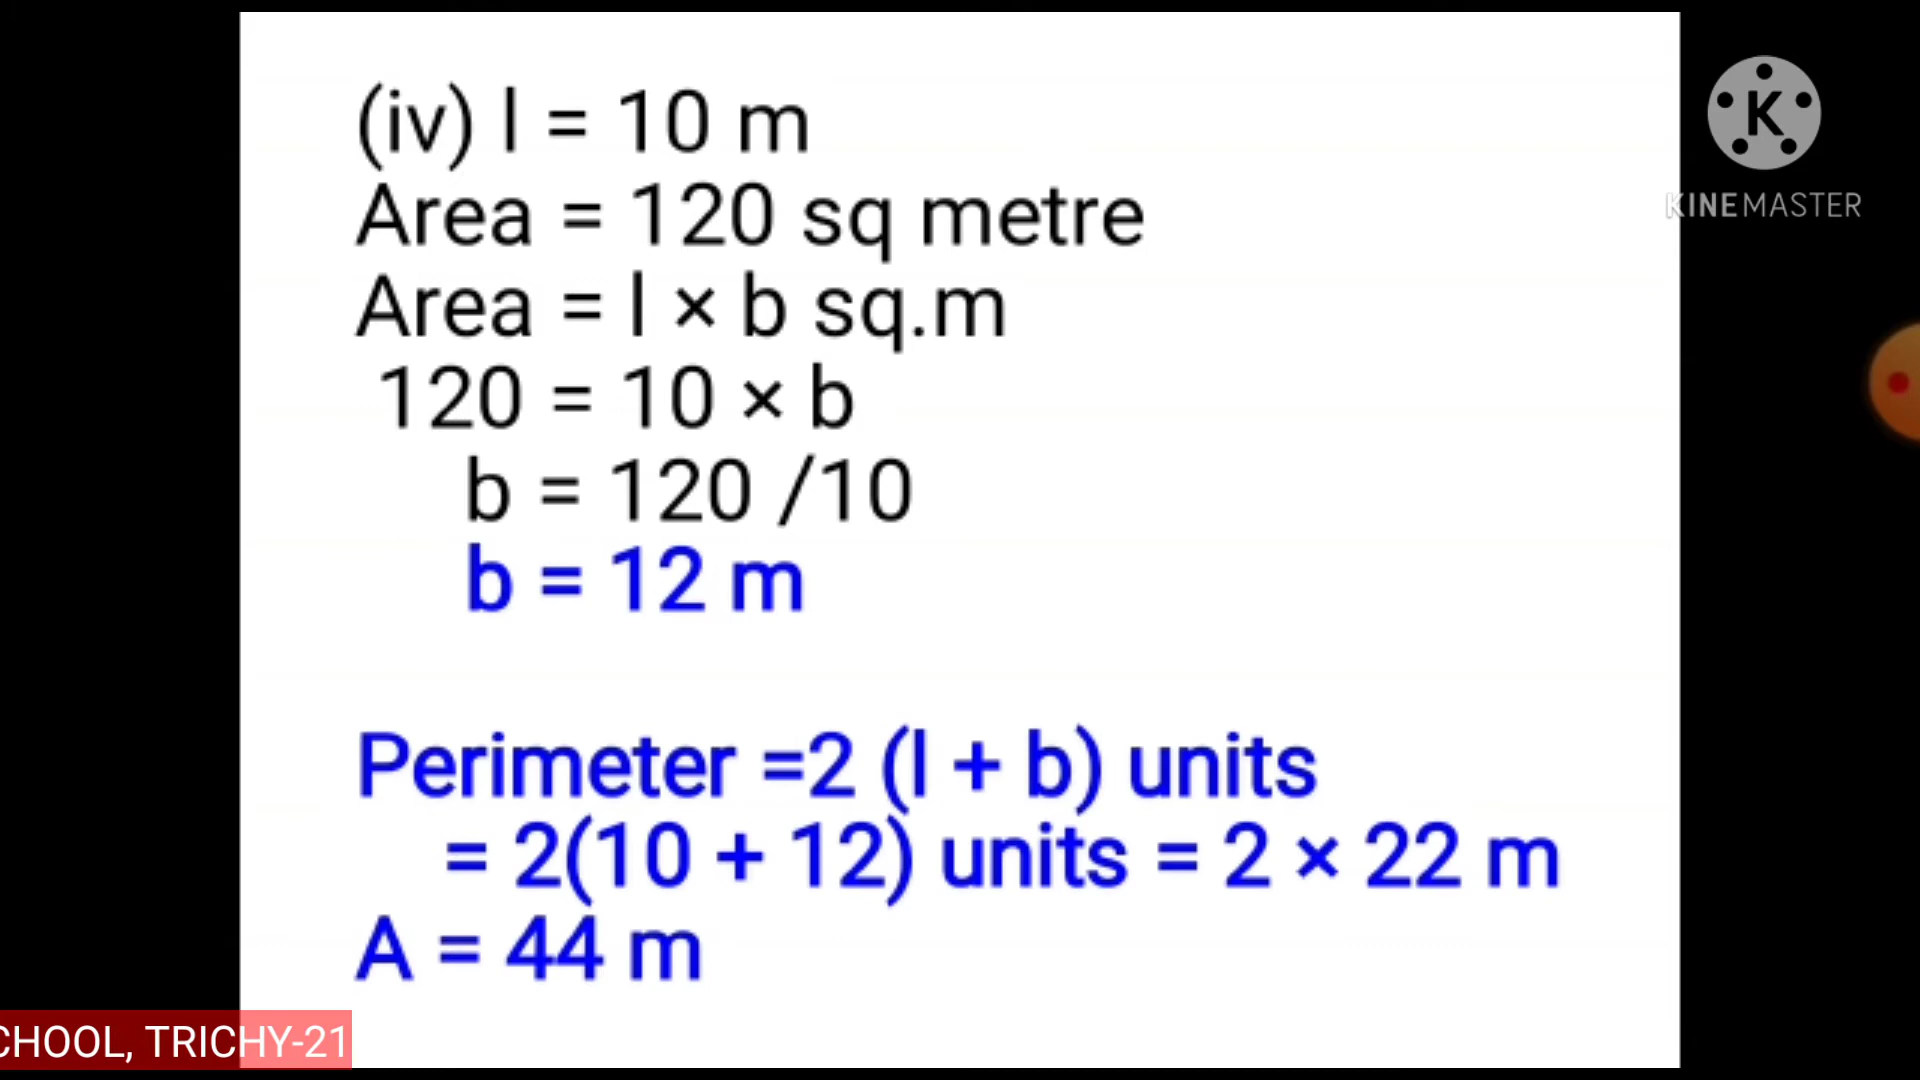 (iv) l = 10 m
Area = 120 sq metre
Area = l × b sq.m
120 = 10 × b
b = 120 /10
b = 12 m
Perimeter =2 (l + b) units
= 2(10 + 12) units = 2 × 22 m
A = 44 m
K
KINEMASTER
CHOOL, TRICHY-21